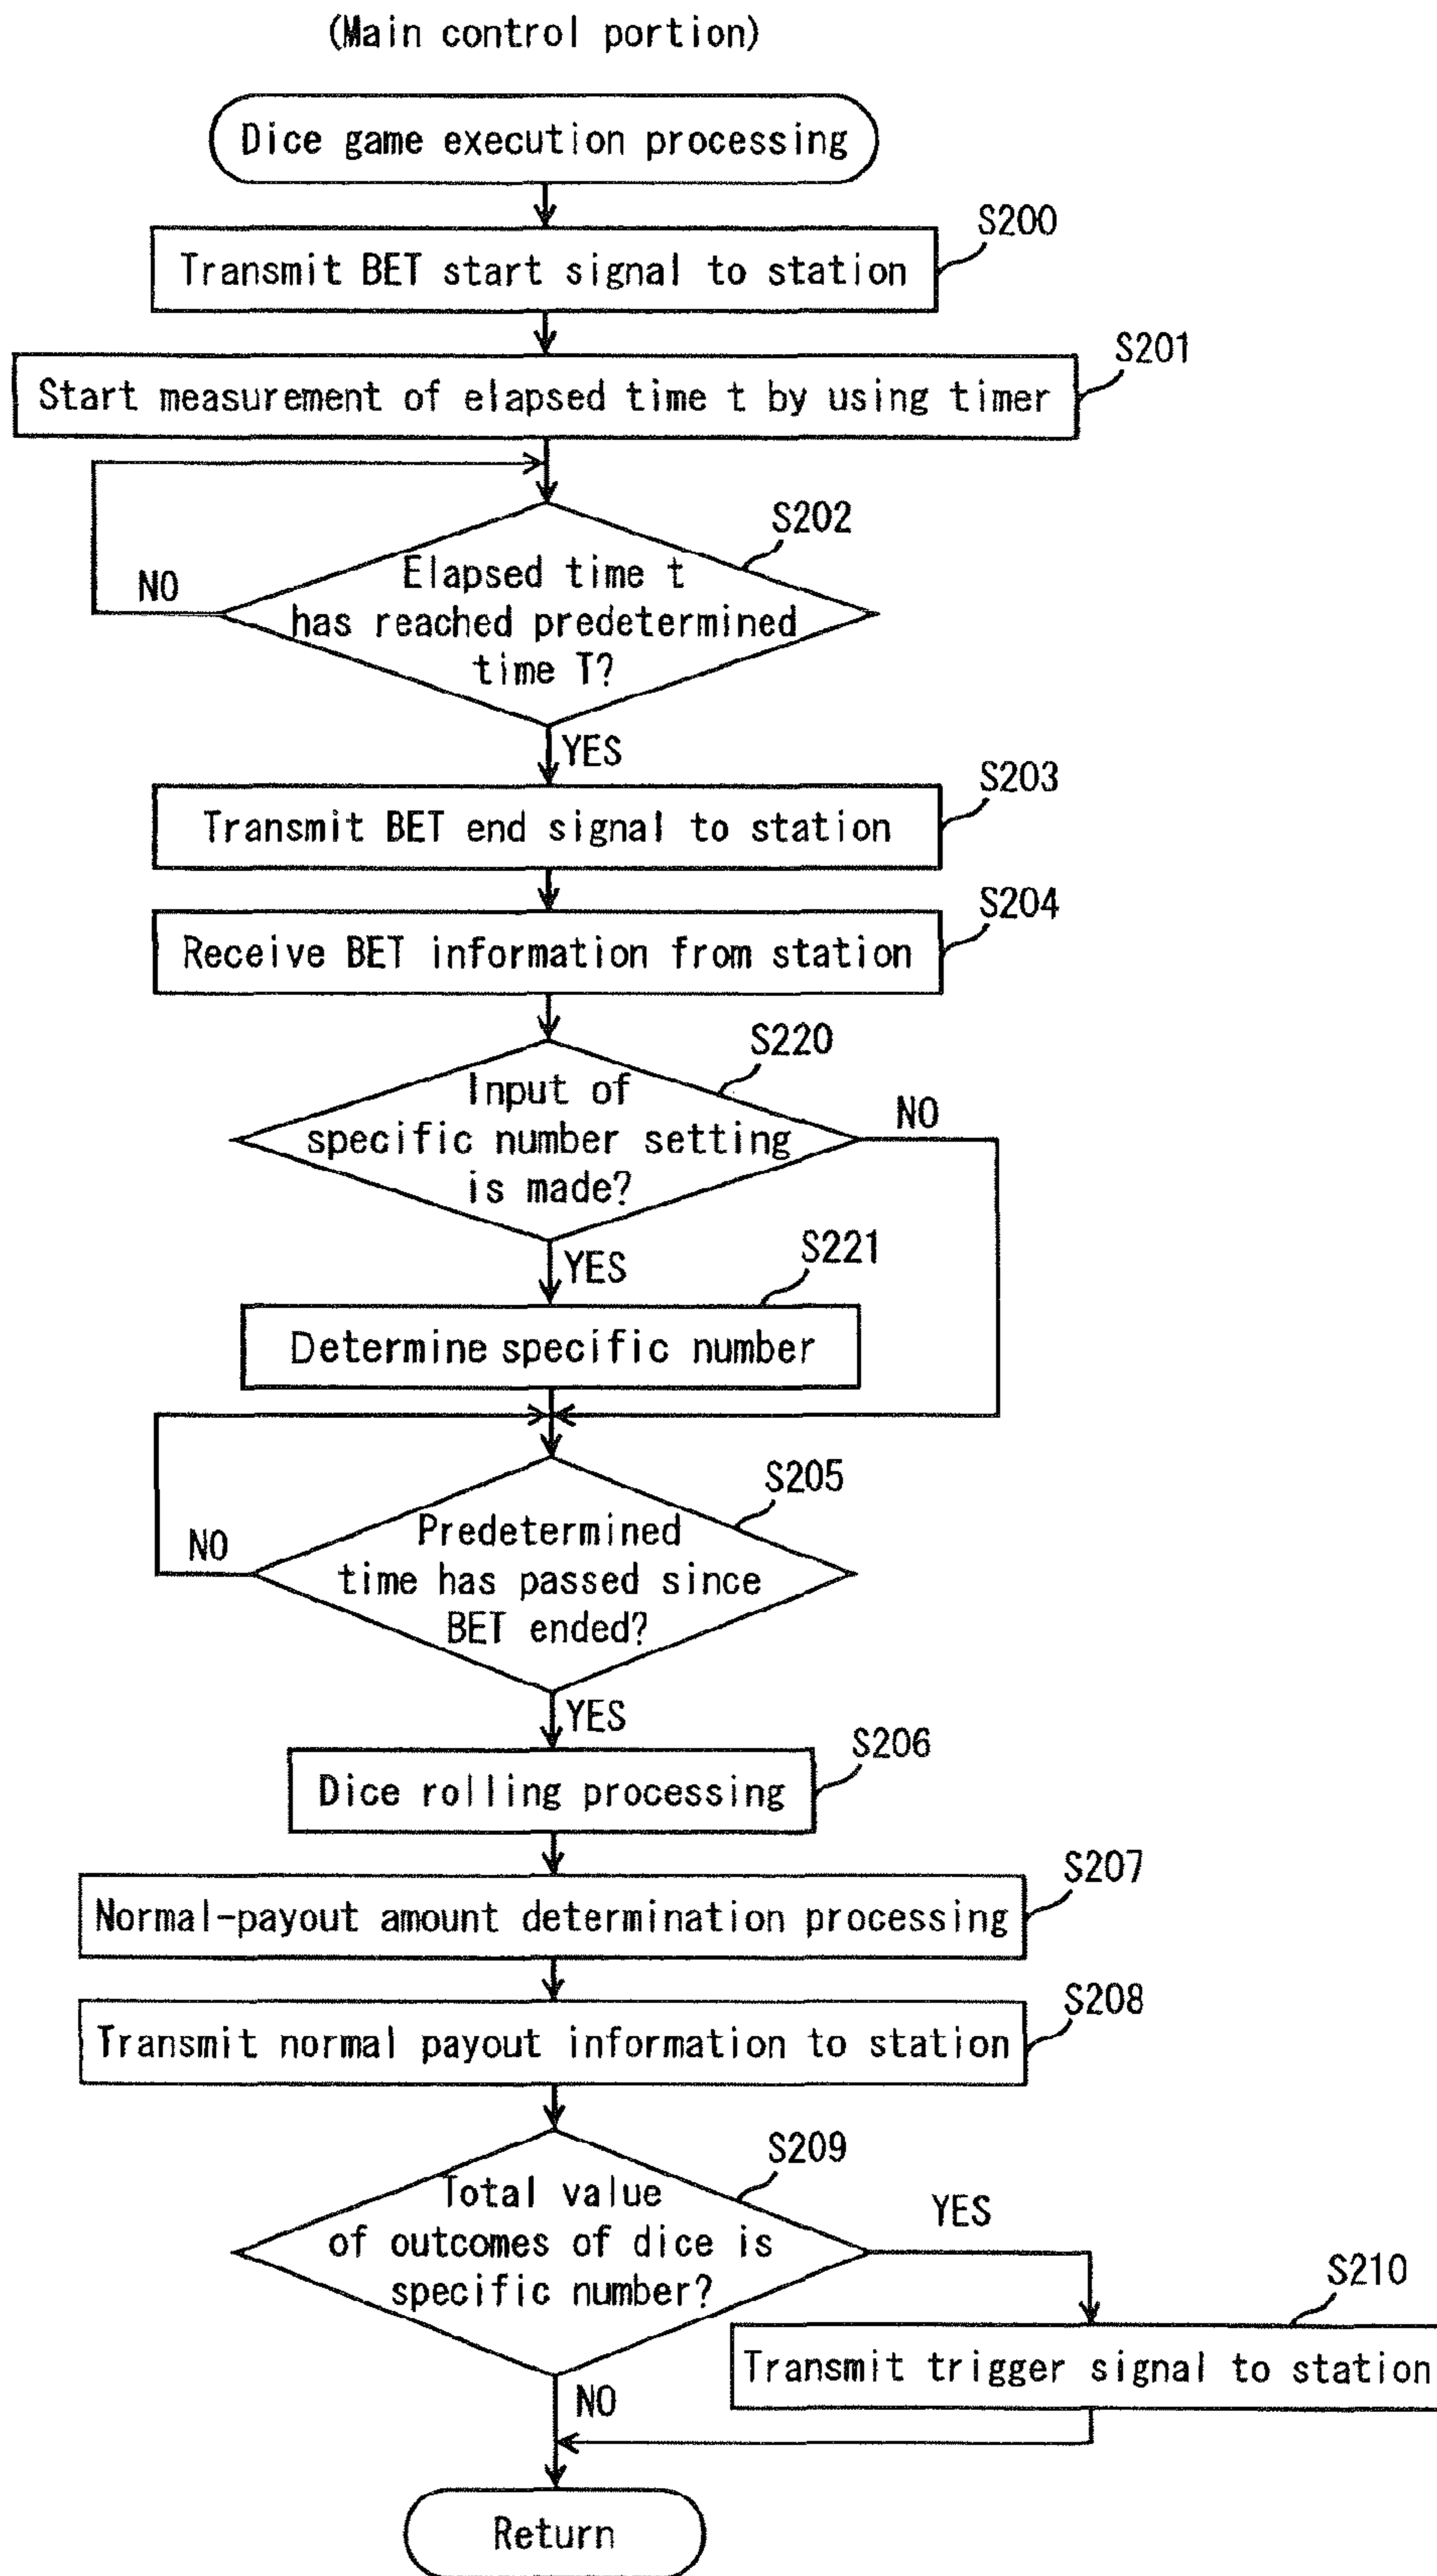 (Main control portion)
Dice game execution processing
S200
Transmit BET start signal to station
S201
Start measurement of elapsed time t by using timer
S202
Elapsed time t
has reached predetermined
time T?
NO
YES
S203
Transmit BET end signal to station
S204
Receive BET information from station
S220
Input of
specific number setting
is made?
NO
YES
S221
Determine specific number
S205
Predetermined
time has passed since
BET ended?
NO
YES
S206
Dice rolling processing
S207
Normal-payout amount determination processing
S208
Transmit normal payout information to station
S209
Total value
of outcomes of dice is
specific number?
YES
S210
Transmit trigger signal to station
NO
Return